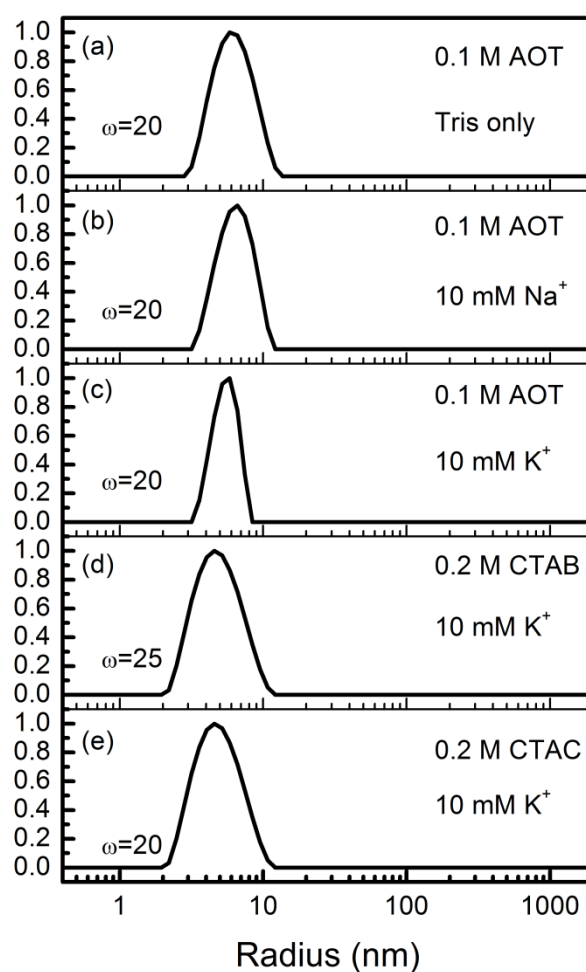 1.0
0.8
0.6
0.4
0.2
0.0
(a)
ω=20
0.1 M AOT
Tris only
1.0
0.8
0.6
0.4
0.2
0.0
(b)
ω=20
0.1 M AOT
10 mM Na⁺
1.0
0.8
0.6
0.4
0.2
0.0
(c)
ω=20
0.1 M AOT
10 mM K⁺
1.0
0.8
0.6
0.4
0.2
0.0
(d)
ω=25
0.2 M CTAB
10 mM K⁺
1.0
0.8
0.6
0.4
0.2
0.0
(e)
ω=20
0.2 M CTAC
10 mM K⁺
1 10 100 1000
Radius (nm)